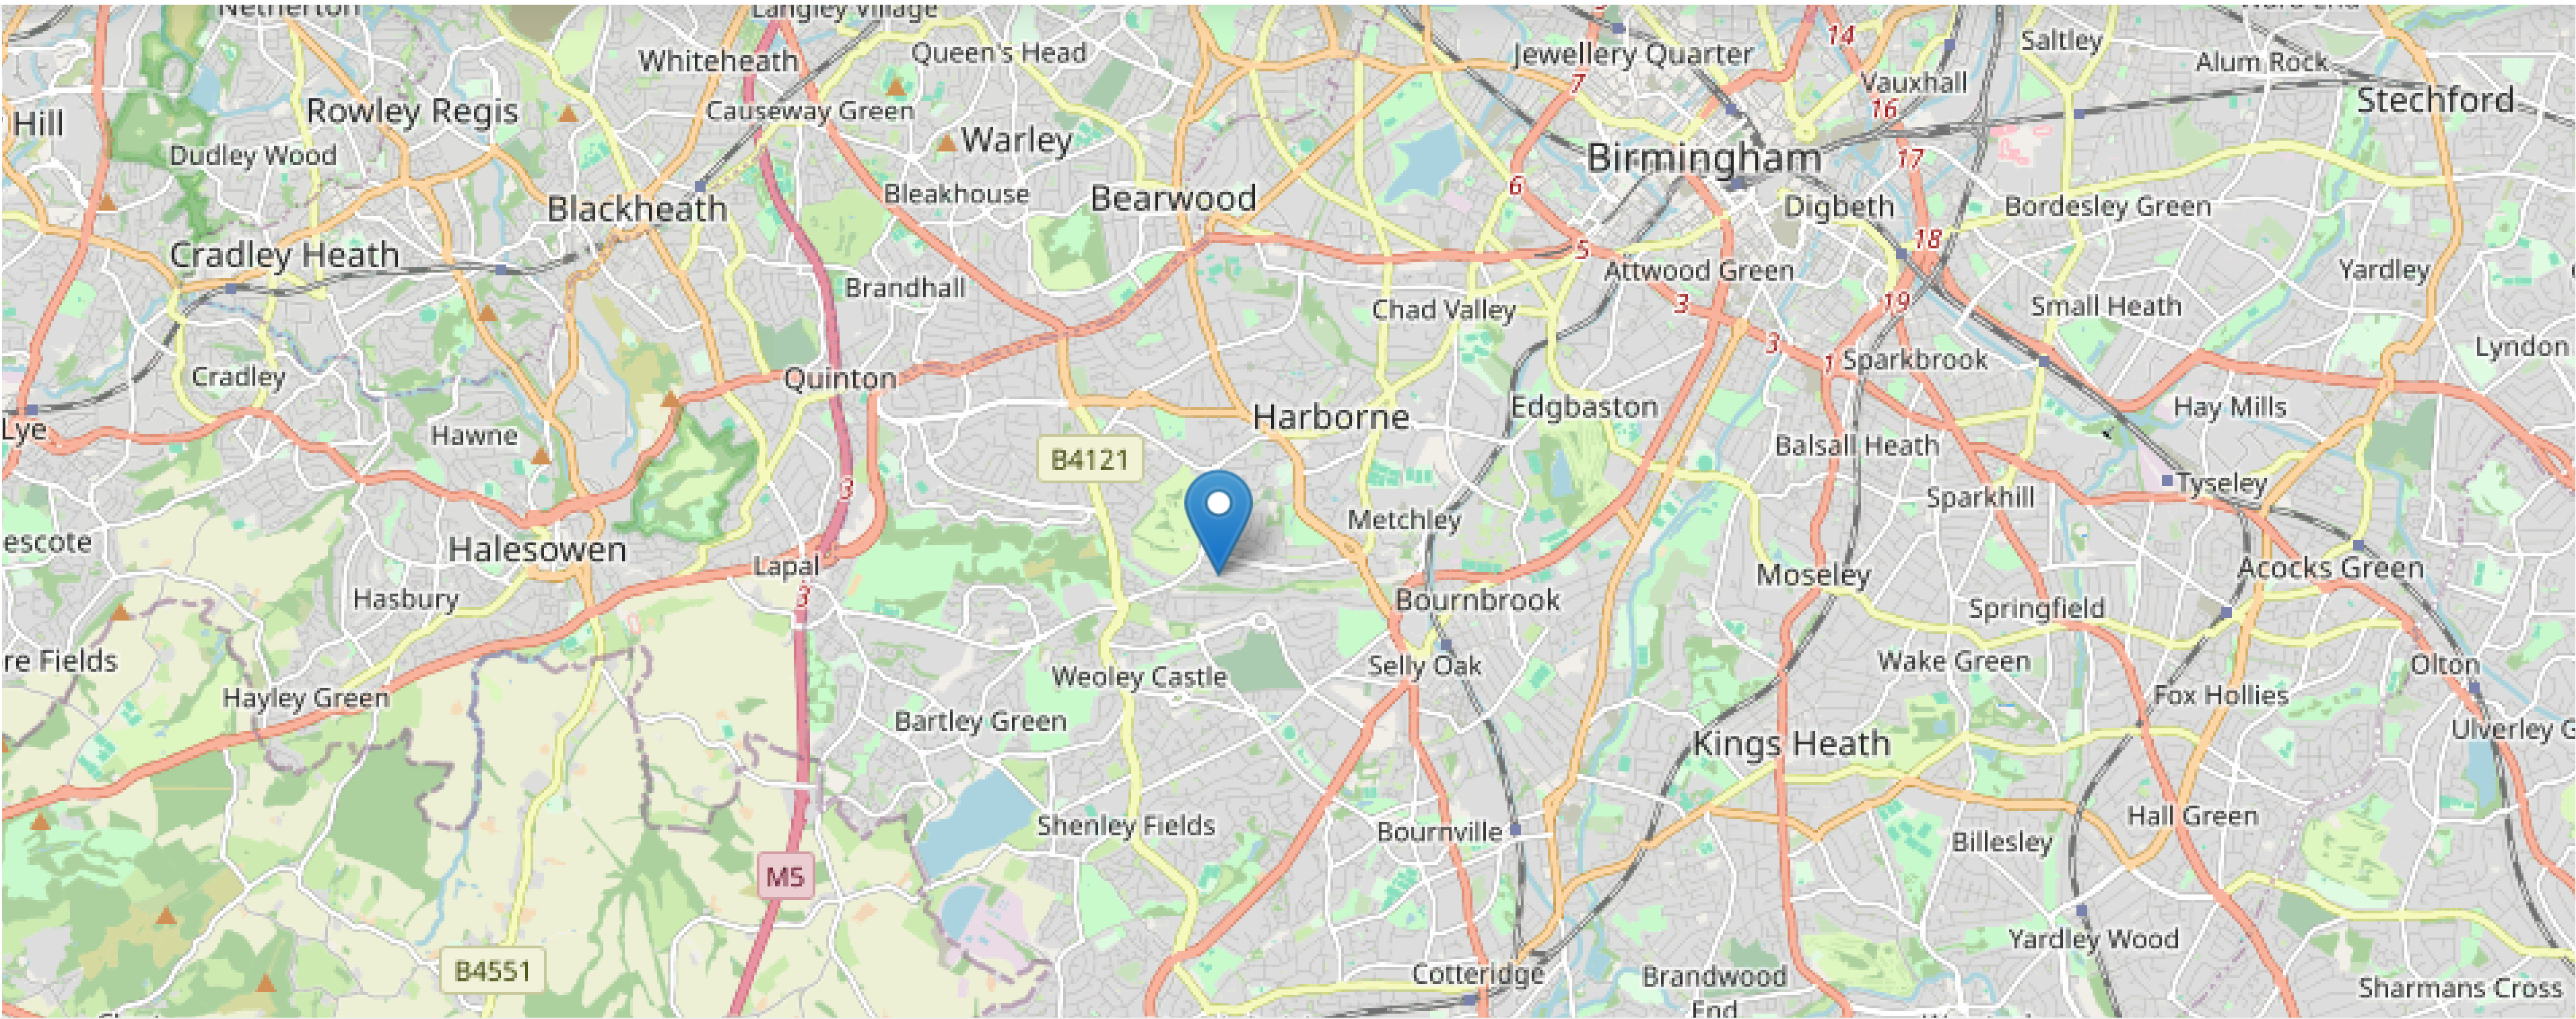 Netherton
Langley Village
Whiteheath
Queen's Head
Jewellery Quarter
14
Saltley
Alum Rock
Vauxhall
7
16
Stechford
Rowley Regis
Causeway Green
Hill
Warley
Dudley Wood
Birmingham
17
6
Bleakhouse
Bearwood
Blackheath
Digbeth
Bordesley Green
18
5
Cradley Heath
Attwood Green
Yardley
Brandhall
Chad Valley
3
19
Small Heath
3
1
Sparkbrook
Lyndon
Cradley
Quinton
Harborne
Edgbaston
Hay Mills
Lye
Hawne
Balsall Heath
B4121
3
Tyseley
Sparkhill
Metchley
escote
Halesowen
Lapal
Moseley
Acocks Green
3
Hasbury
Bournbrook
Springfield
re Fields
Weoley Castle
Selly Oak
Wake Green
Olton
Hayley Green
Fox Hollies
Bartley Green
Ulverley G
Kings Heath
Hall Green
Shenley Fields
Bournville
Billesley
M5
Yardley Wood
B4551
Cotteridge
Brandwood
End
Sharmans Cross